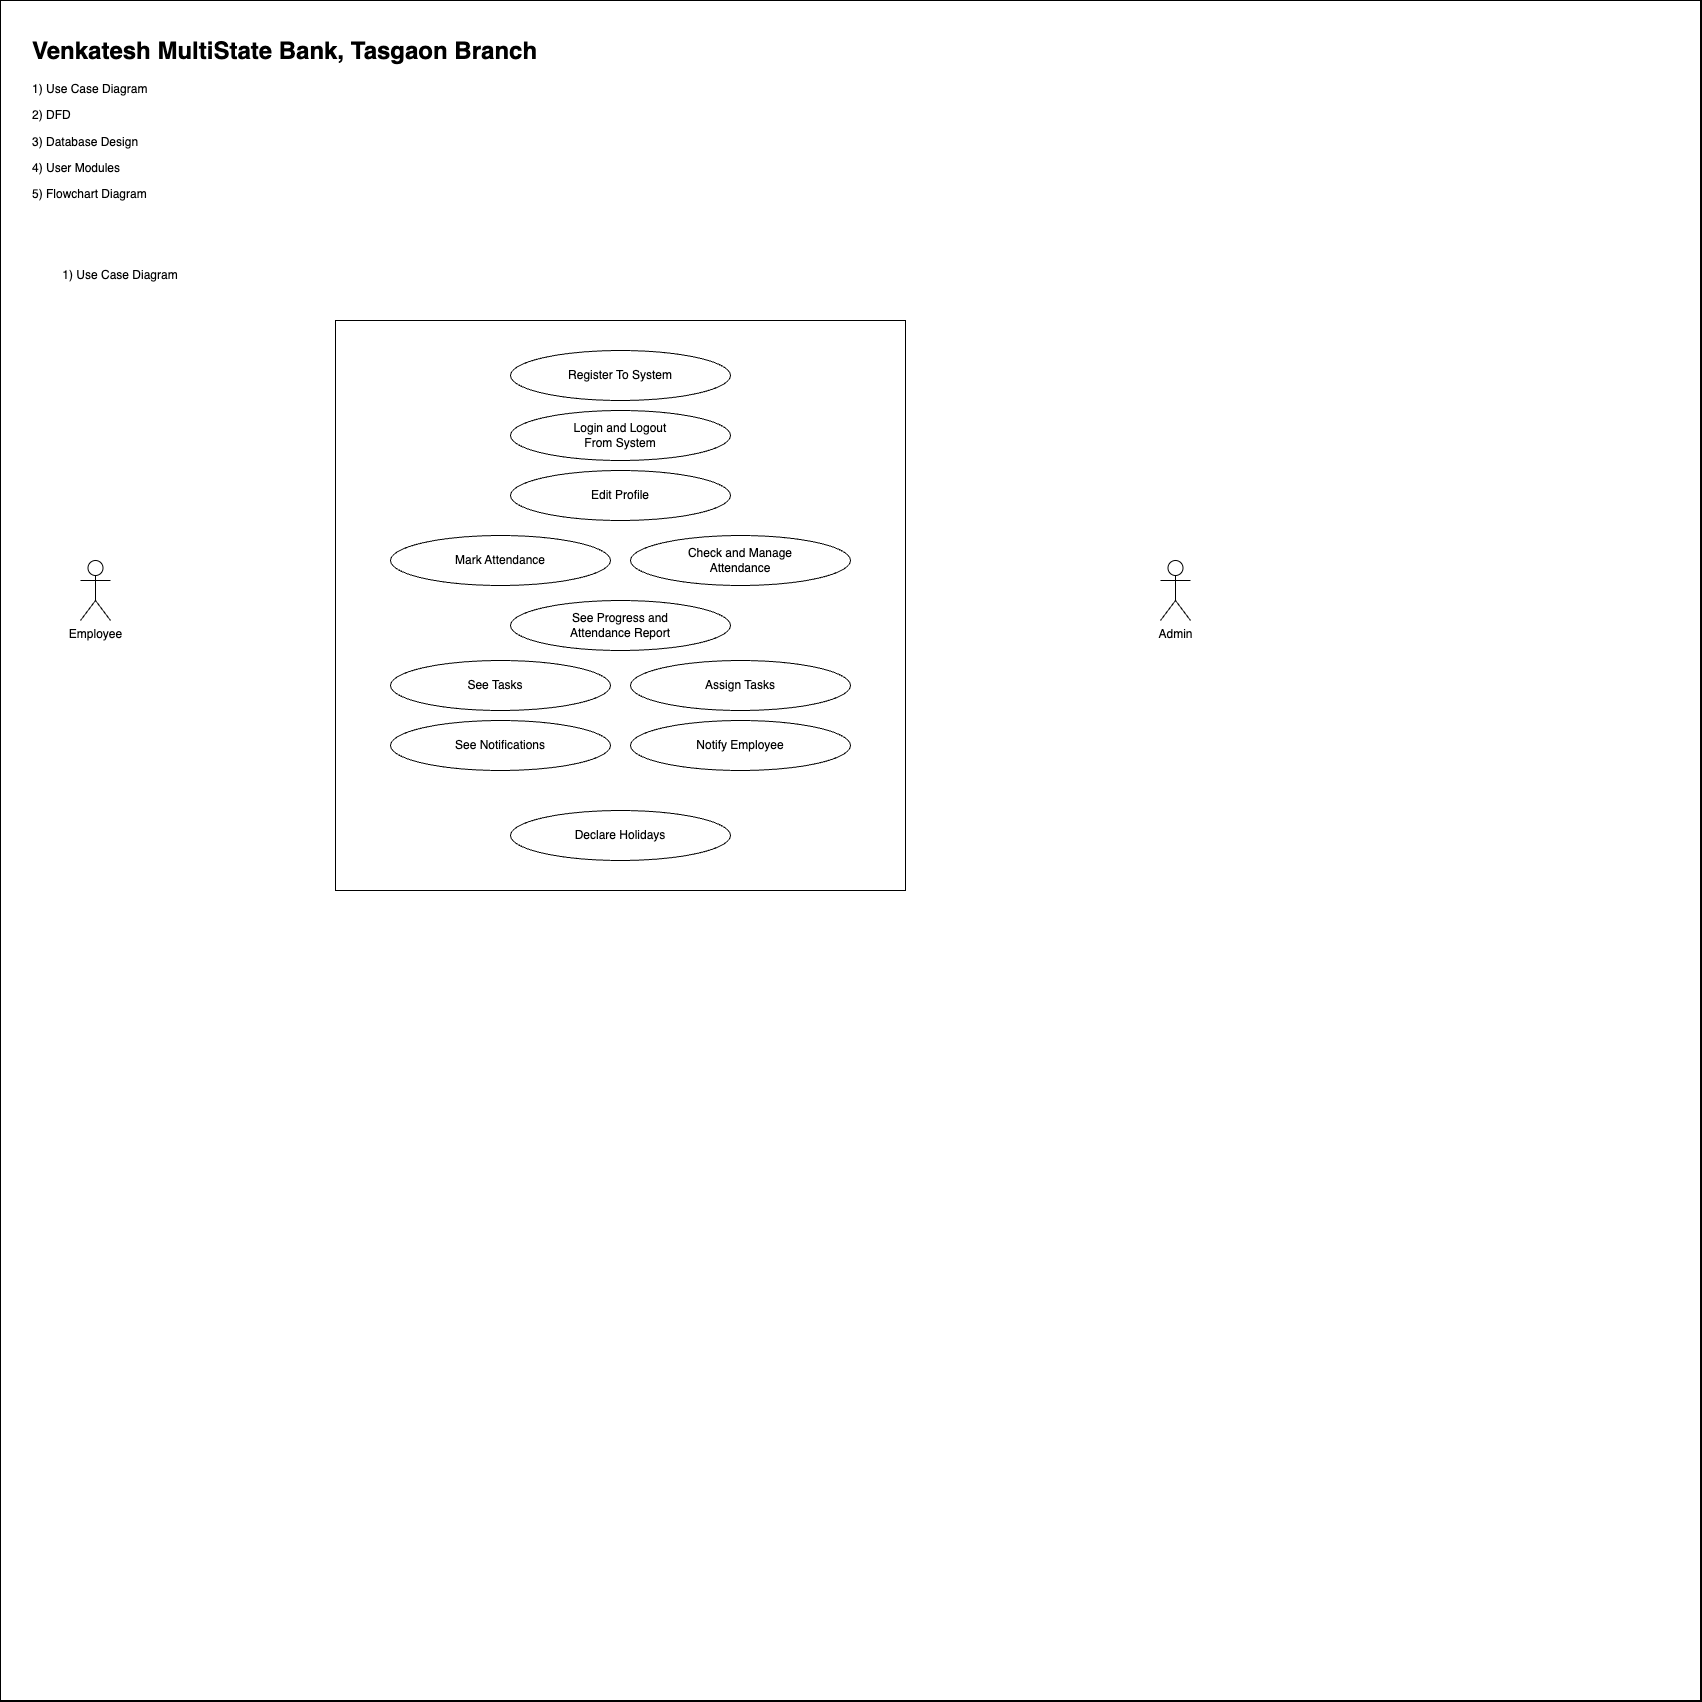 Venkatesh MultiState Bank, Tasgaon Branch
1) Use Case Diagram
2) DFD
3) Database Design
4) User Modules
5) Flowchart Diagram
1) Use Case Diagram
Register To System
Login and Logout
From System
Edit Profile
Mark Attendance
Check and Manage
Attendance
Employee
Admin
See Progress and
Attendance Report
See Tasks
Assign Tasks
See Notifications
Notify Employee
Declare Holidays